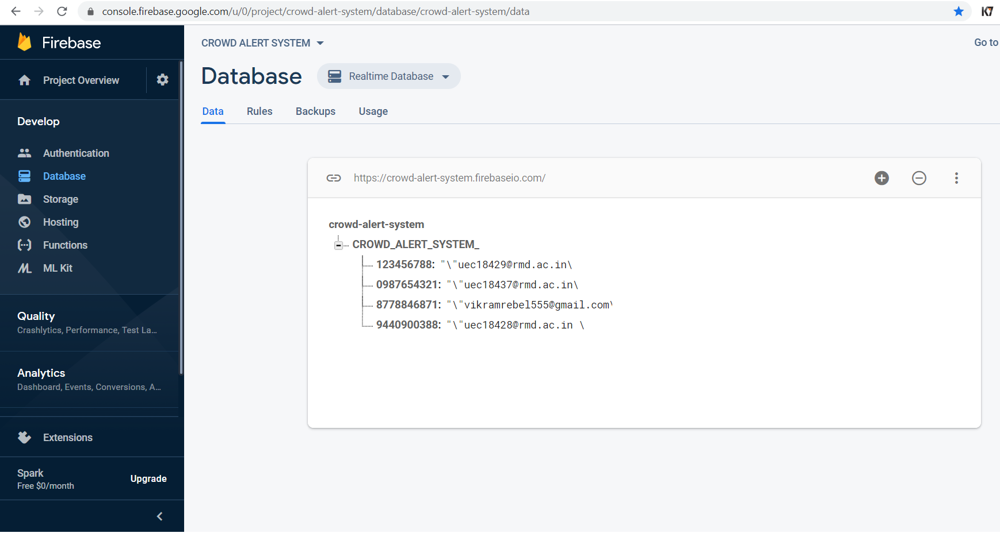 console.firebase.google.com/u/0/project/crowd-alert-system/database/crowd-alert-system/data
K7
Firebase
Project Overview
Develop
Authentication
Database
Storage
Hosting
Functions
ML Kit
Quality
Crashlytics, Performance, Test La...
Analytics
Dashboard, Events, Conversions, A...
Extensions
Spark
Free $0/month
Upgrade
CROWD ALERT SYSTEM
Go to
Database
Realtime Database
Data Rules Backups Usage
https://crowd-alert-system.firebaseio.com/
crowd-alert-system
CROWD_ALERT_SYSTEM_
123456788: "\"uec18429@rmd.ac.in\
0987654321: "\"uec18437@rmd.ac.in\
8778846871: "\"vikramrebel555@gmail.com\
9440900388: "\"uec18428@rmd.ac.in \